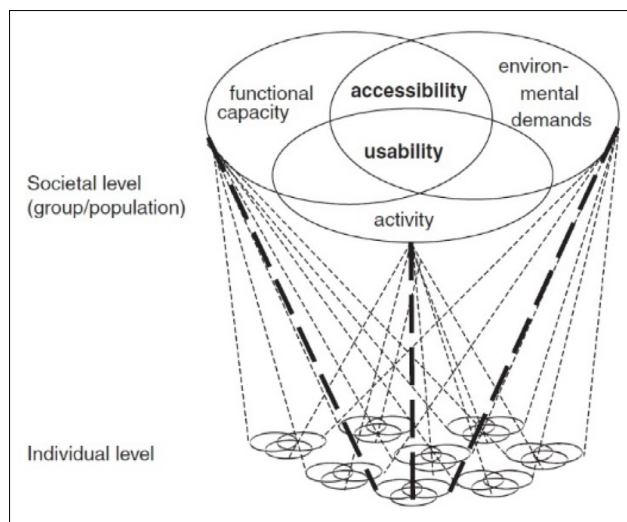 functional
capacity
accessibility
environ-
mental
demands
usability
Societal level
(group/population)
activity
Individual level